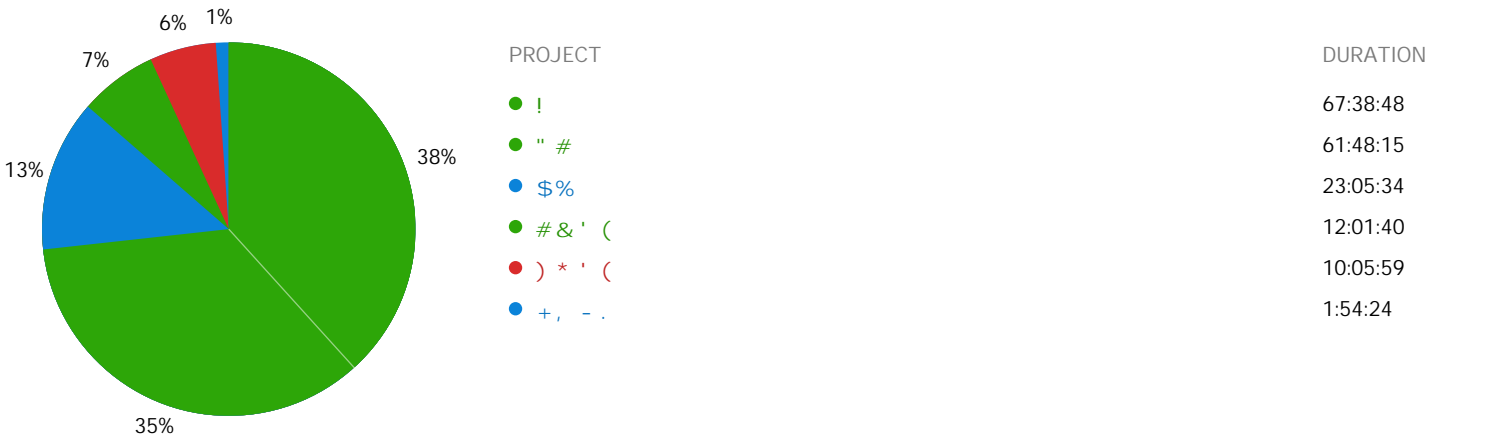 6% 1%
7%
13%
38%
35%
PROJECT DURATION
! 67:38:48
" # 61:48:15
$% 23:05:34
#&' ( 12:01:40
) * ' ( 10:05:59
+, - . 1:54:24